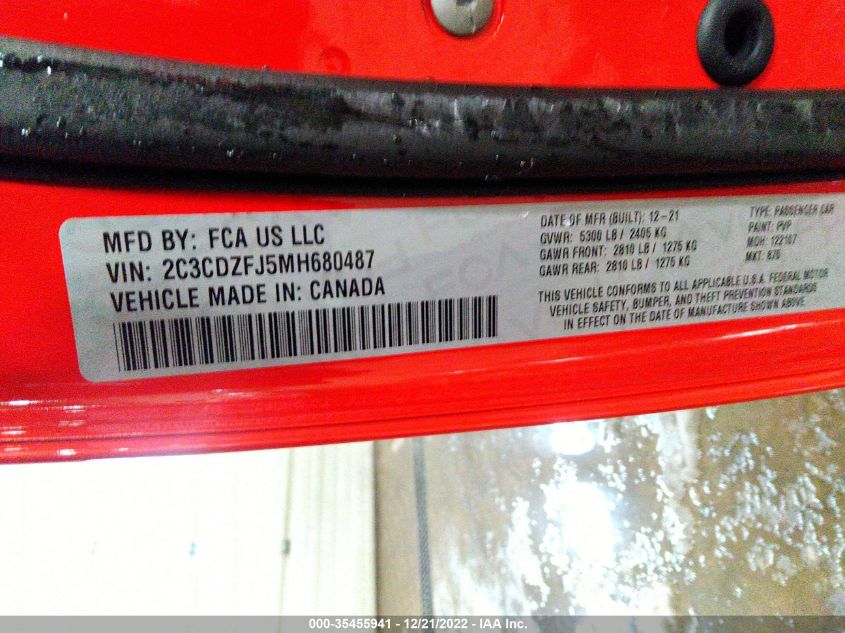 MFD BY: FCA US LLC
VIN: 2C3CDZFJ5MH680487
VEHICLE MADE IN: CANADA
DATE OF MFR (BUILT): 12-21
GVWR: 5300 LB / 2405 KG
GAWR FRONT: 2810 LB / 1275 KG
GAWR REAR: 2810 LB / 1275 KG
TYPE: PASSENGER CAR
PAINT: PVP
MDH: 122107
MKT: 876
THIS VEHICLE CONFORMS TO ALL APPLICABLE U.S.A. FEDERAL MOTOR
VEHICLE SAFETY, BUMPER, AND THEFT PREVENTION STANDARDS
IN EFFECT ON THE DATE OF MANUFACTURE SHOWN ABOVE.
000-35455941 - 12/21/2022 - IAA Inc.